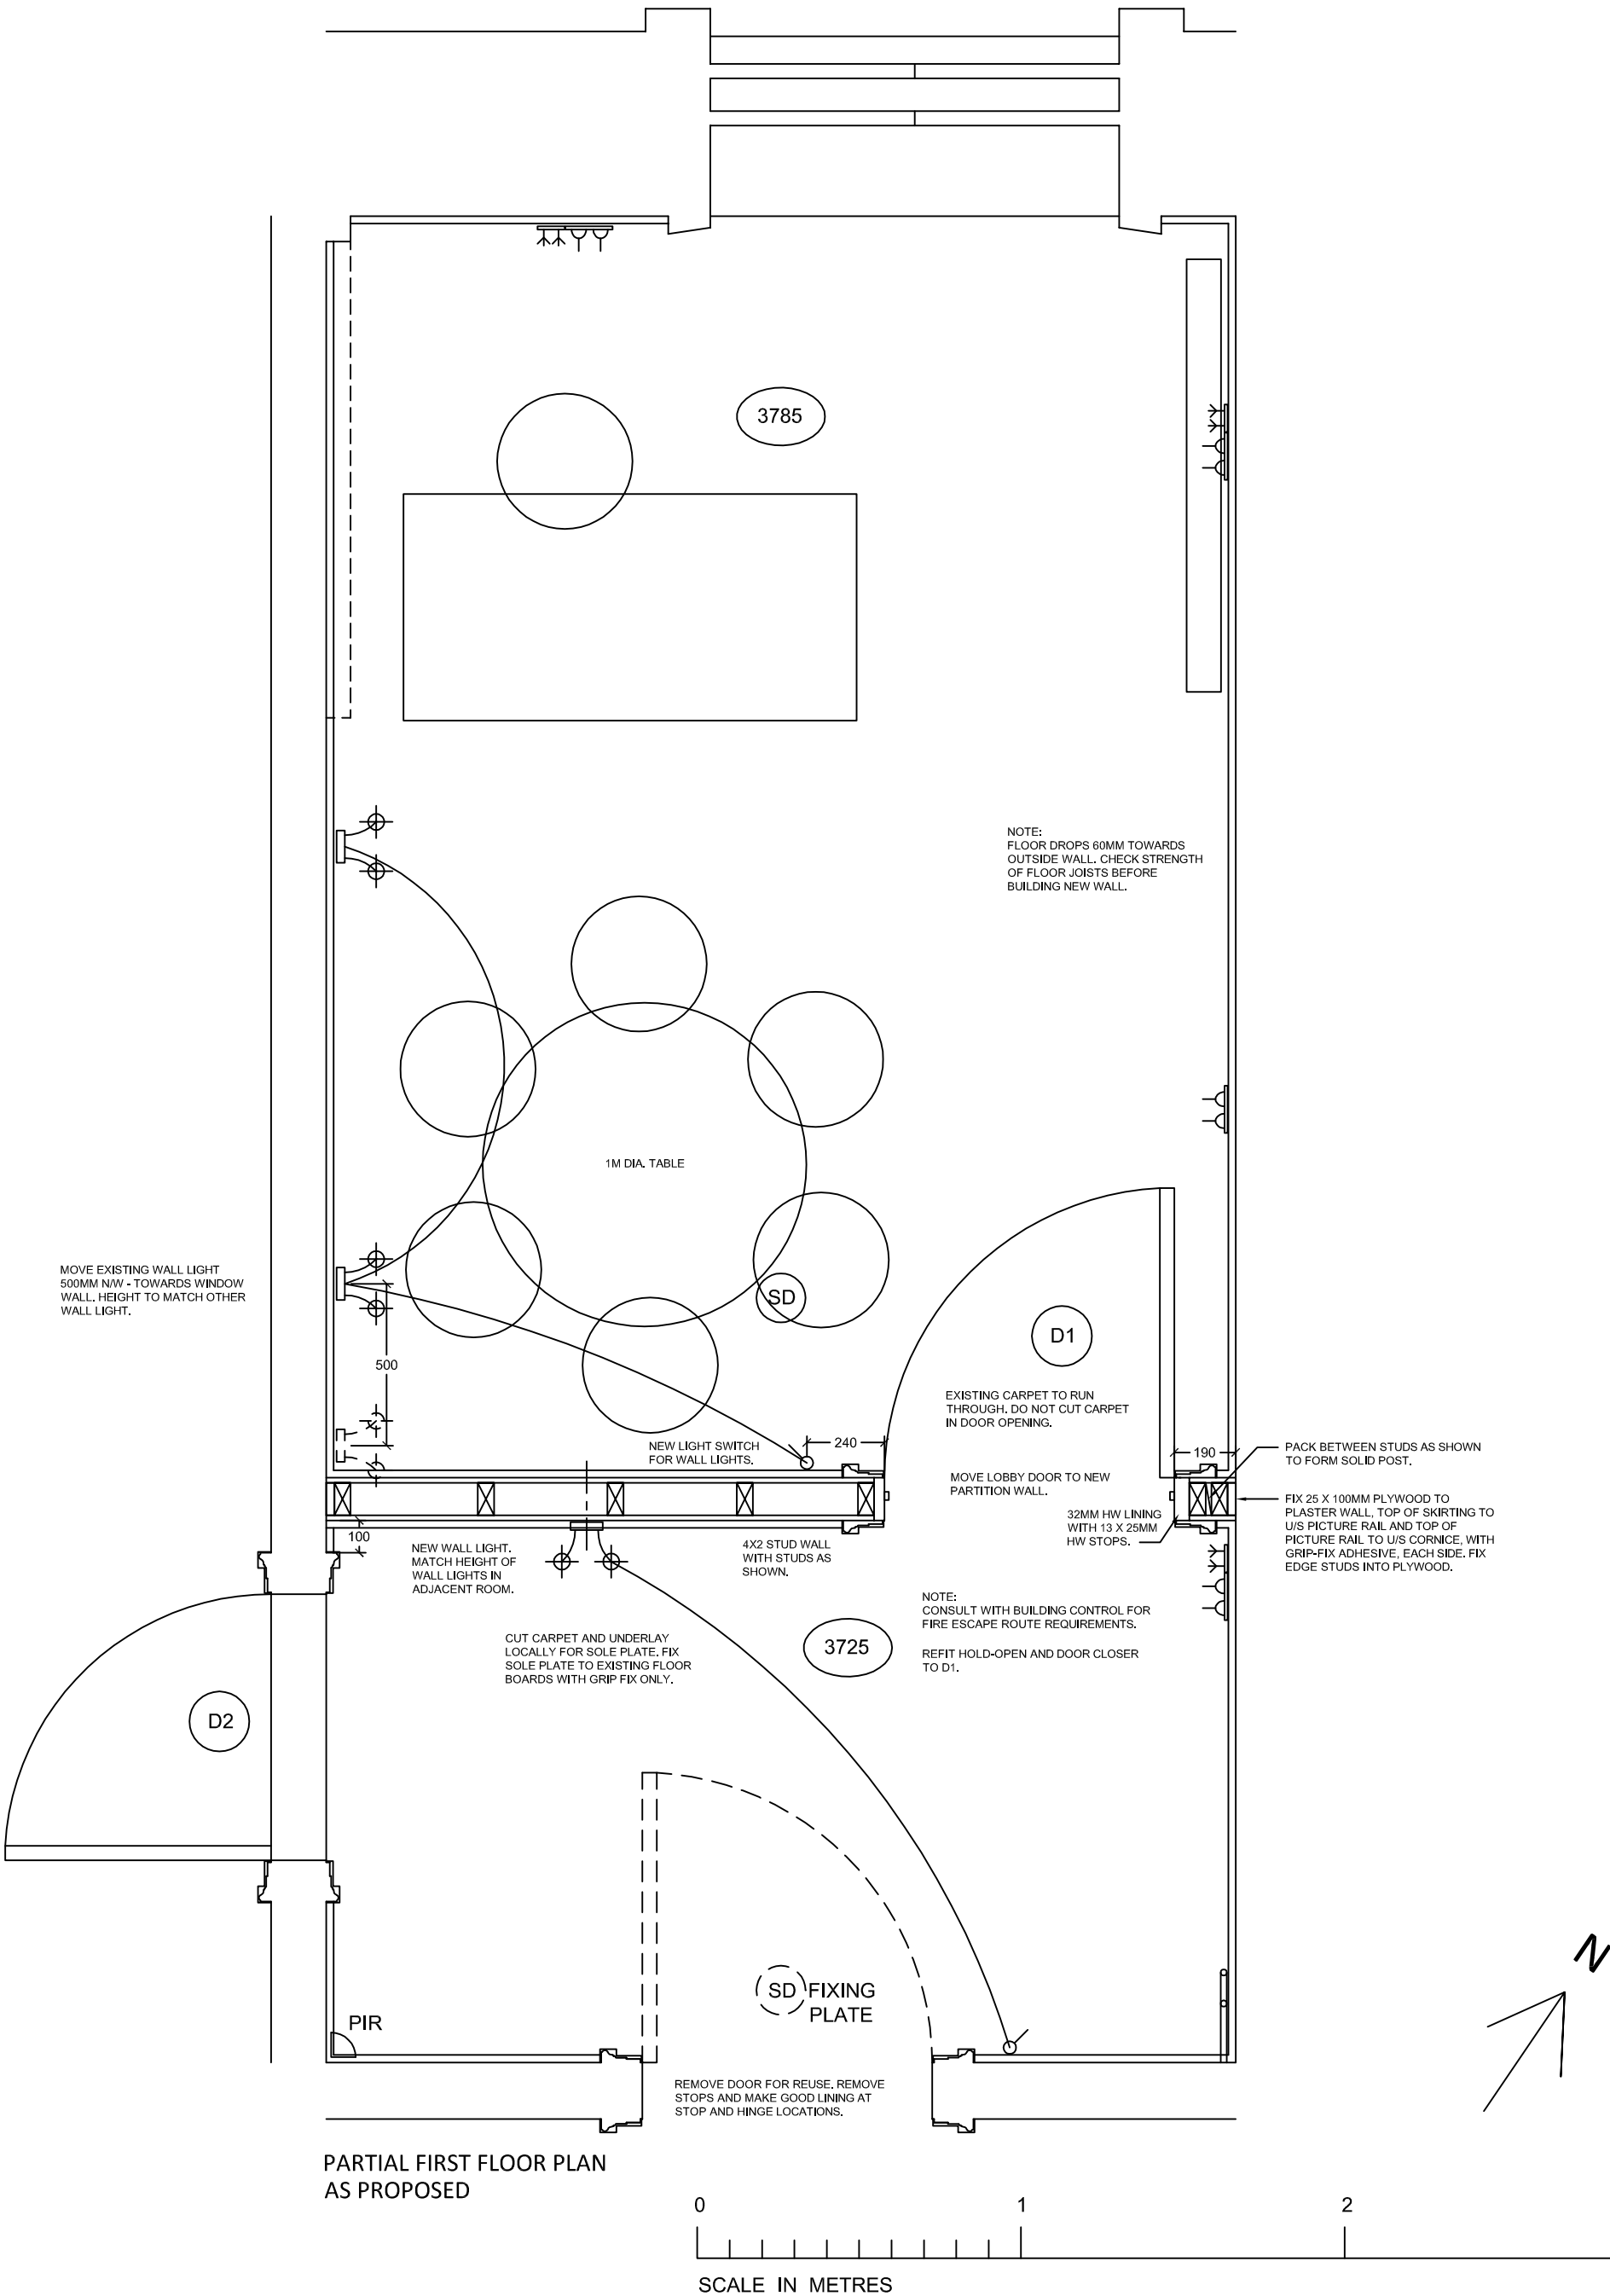 3785
NOTE:
FLOOR DROPS 60MM TOWARDS
OUTSIDE WALL. CHECK STRENGTH
OF FLOOR JOISTS BEFORE
BUILDING NEW WALL.
1M DIA. TABLE
MOVE EXISTING WALL LIGHT
500MM N/W - TOWARDS WINDOW
WALL. HEIGHT TO MATCH OTHER
WALL LIGHT.
SD
D1
500
EXISTING CARPET TO RUN
THROUGH. DO NOT CUT CARPET
IN DOOR OPENING.
NEW LIGHT SWITCH
FOR WALL LIGHTS.
240
190
PACK BETWEEN STUDS AS SHOWN
TO FORM SOLID POST.
MOVE LOBBY DOOR TO NEW
PARTITION WALL.
FIX 25 X 100MM PLYWOOD TO
PLASTER WALL, TOP OF SKIRTING TO
U/S PICTURE RAIL AND TOP OF
PICTURE RAIL TO U/S CORNICE, WITH
GRIP-FIX ADHESIVE, EACH SIDE. FIX
EDGE STUDS INTO PLYWOOD.
32MM HW LINING
WITH 13 X 25MM
HW STOPS.
100
NEW WALL LIGHT.
MATCH HEIGHT OF
WALL LIGHTS IN
ADJACENT ROOM.
4X2 STUD WALL
WITH STUDS AS
SHOWN.
NOTE:
CONSULT WITH BUILDING CONTROL FOR
FIRE ESCAPE ROUTE REQUIREMENTS.
REFIT HOLD-OPEN AND DOOR CLOSER
TO D1.
CUT CARPET AND UNDERLAY
LOCALLY FOR SOLE PLATE. FIX
SOLE PLATE TO EXISTING FLOOR
BOARDS WITH GRIP FIX ONLY.
3725
D2
SD FIXING
PLATE
PIR
N
REMOVE DOOR FOR REUSE. REMOVE
STOPS AND MAKE GOOD LINING AT
STOP AND HINGE LOCATIONS.
PARTIAL FIRST FLOOR PLAN
AS PROPOSED
0 1 2
SCALE IN METRES